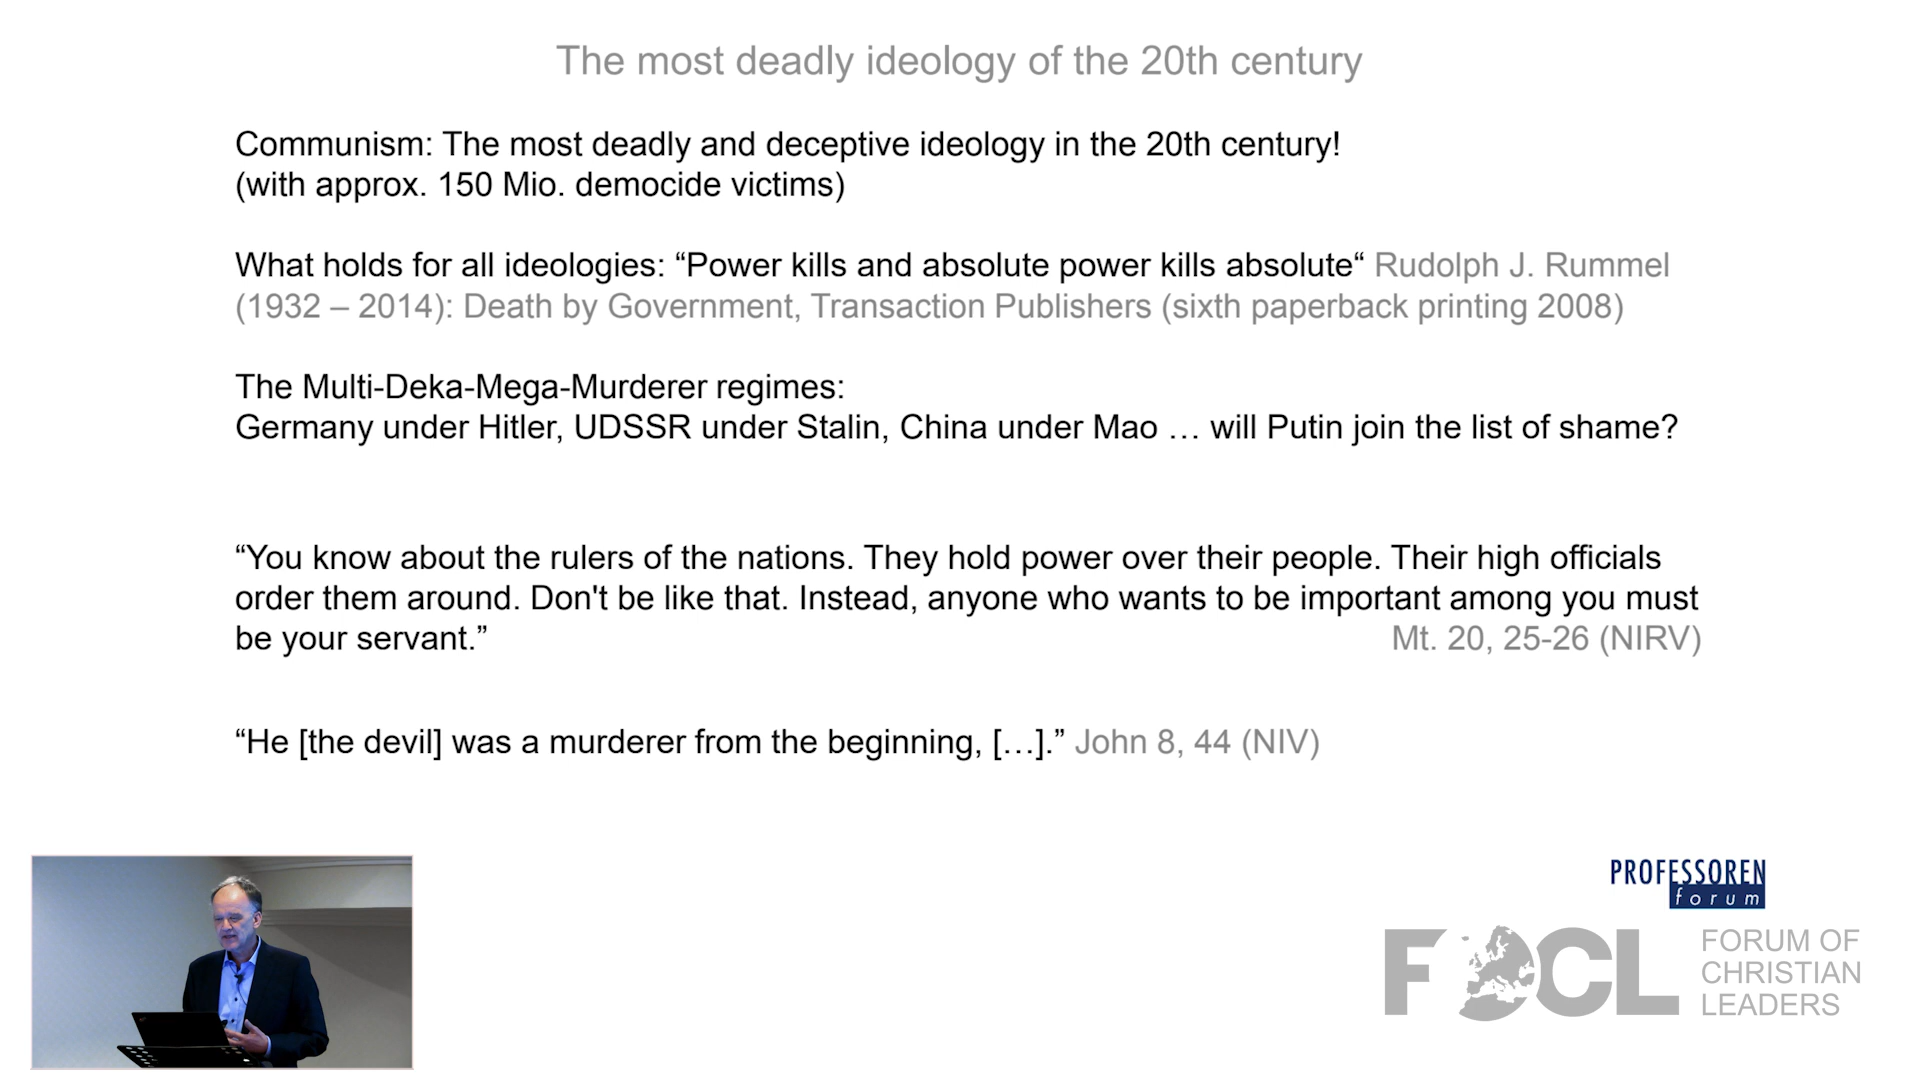 The most deadly ideology of the 20th century
Communism: The most deadly and deceptive ideology in the 20th century!
(with approx. 150 Mio. democide victims)
What holds for all ideologies: “Power kills and absolute power kills absolute“ Rudolph J. Rummel
(1932 – 2014): Death by Government, Transaction Publishers (sixth paperback printing 2008)
The Multi-Deka-Mega-Murderer regimes:
Germany under Hitler, UDSSR under Stalin, China under Mao … will Putin join the list of shame?
“You know about the rulers of the nations. They hold power over their people. Their high officials
order them around. Don't be like that. Instead, anyone who wants to be important among you must
be your servant.” Mt. 20, 25-26 (NIRV)
“He [the devil] was a murderer from the beginning, […].” John 8, 44 (NIV)
PROFESSOREN
forum
FOCL
FORUM OF
CHRISTIAN
LEADERS